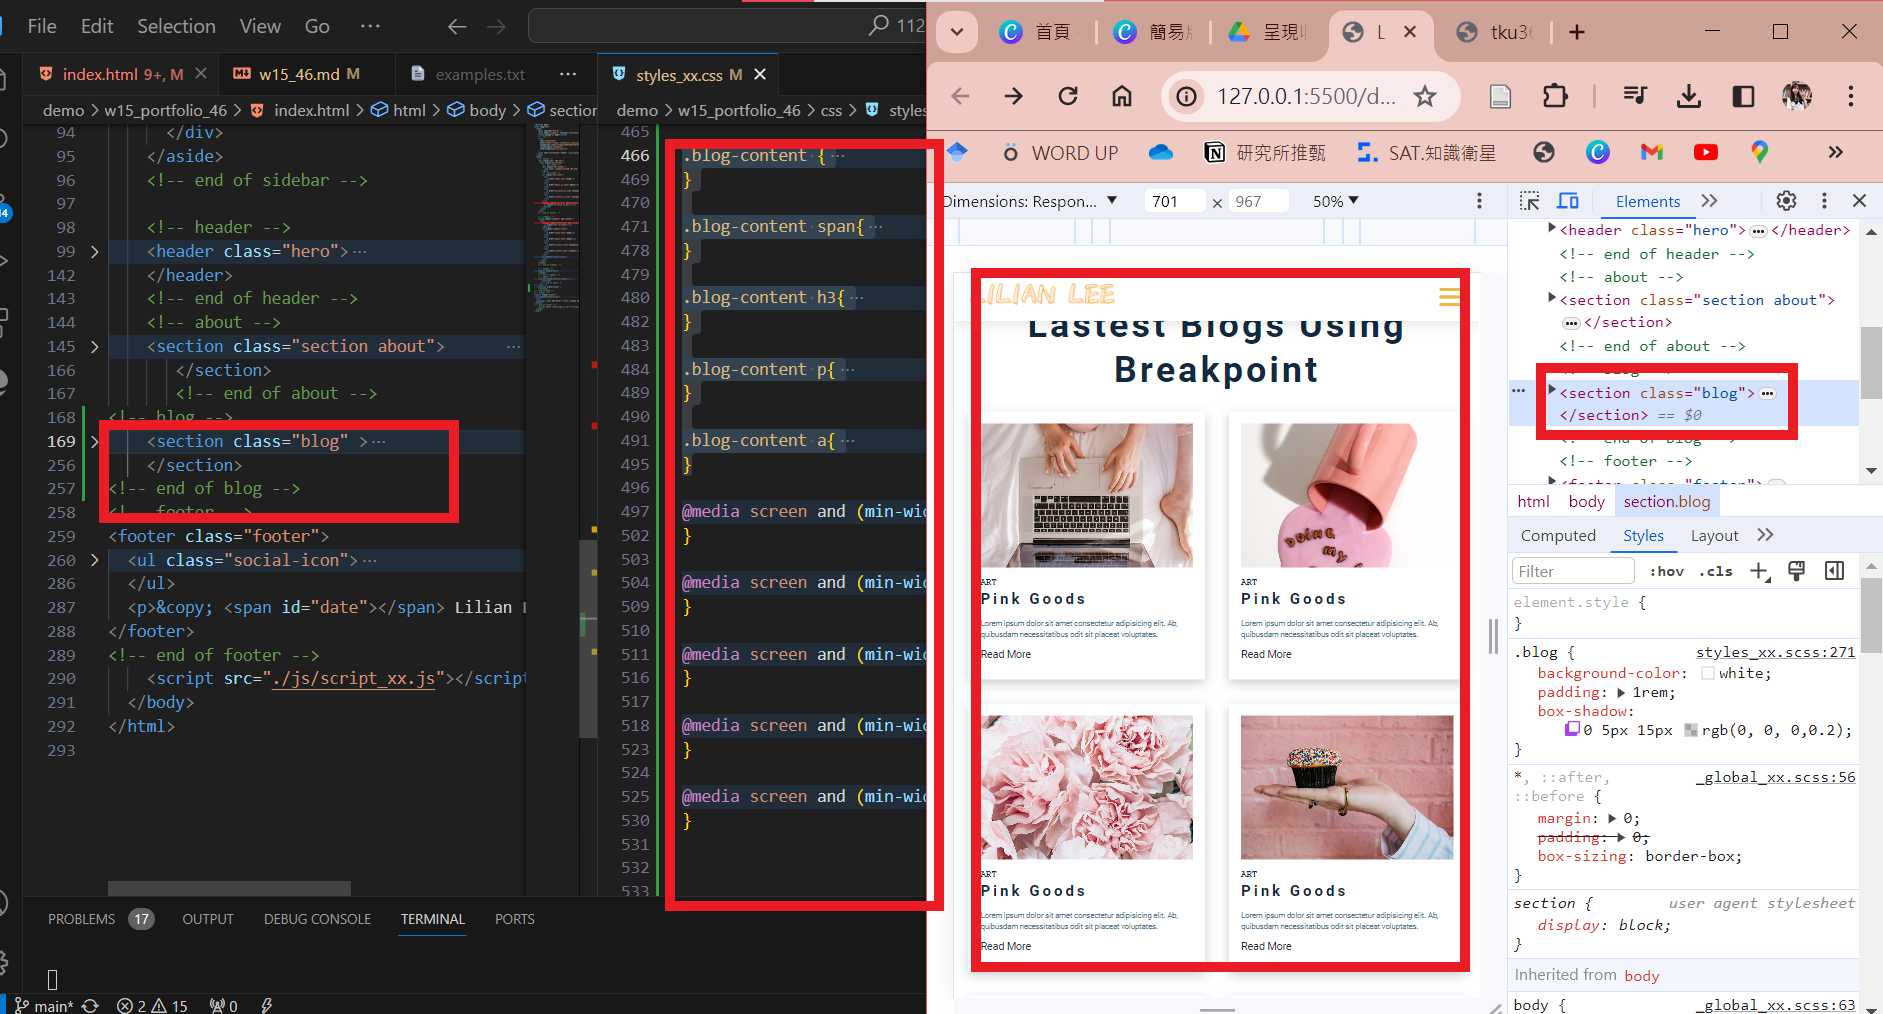 File Edit Selection View Go ··· 112
index.html 9+, M
w15_46.md M
examples.txt ···
styles_xx.css M
demo > w15_portfolio_46 > index.html > html > body > section
demo > w15_portfolio_46 > css >
94 </div>
95 </aside>
96 <!-- end of sidebar -->
97
98 <!-- header -->
99 <header class="hero">···
142 </header>
143 <!-- end of header -->
144 <!-- about -->
145 <section class="section about"> ···
166 </section>
167 <!-- end of about -->
168 <!-- blog -->
169 <section class="blog" >···
256 </section>
257 <!-- end of blog -->
258 <!-- footer -->
259 <footer class="footer">
260 <ul class="social-icon">···
286 </ul>
287 <p>&copy; <span id="date"></span> Lilian
288 </footer>
289 <!-- end of footer -->
290 <script src="./js/script_xx.js"></script
291 </body>
292 </html>
293
465
466 .blog-content {···
469 }
470
471 .blog-content span{···
478 }
479
480 .blog-content h3{···
482 }
483
484 .blog-content p{···
489 }
490
491 .blog-content a{···
495 }
496
497 @media screen and (min-wid
502 }
503
504 @media screen and (min-wid
509 }
510
511 @media screen and (min-wid
516 }
517
518 @media screen and (min-wid
523 }
524
525 @media screen and (min-wid
530 }
531
532
533
PROBLEMS 17 OUTPUT DEBUG CONSOLE TERMINAL PORTS
main* 2 15 0
首頁
簡易版
呈現
L
tku3
127.0.0.1:5500/d...
WORD UP
研究所推甄
SAT.知識衛星
Dimensions: Respon... 701 × 967 50%
LILIAN LEE
Lastest Blogs Using
Breakpoint
ART
Pink Goods
Lorem ipsum dolor sit amet consectetur adipisicing elit. Ab,
quibusdam necessitatibus odit sit placeat voluptates.
Read More
ART
Pink Goods
Lorem ipsum dolor sit amet consectetur adipisicing elit. Ab,
quibusdam necessitatibus odit sit placeat voluptates.
Read More
DOING
MY
ART
Pink Goods
Lorem ipsum dolor sit amet consectetur adipisicing elit. Ab,
quibusdam necessitatibus odit sit placeat voluptates.
Read More
ART
Pink Goods
Lorem ipsum dolor sit amet consectetur adipisicing elit. Ab,
quibusdam necessitatibus odit sit placeat voluptates.
Read More
Elements
<header class="hero">···</header>
<!-- end of header -->
<!-- about -->
<section class="section about">
···</section>
<!-- end of about -->
<!-- blog -->
··· <section class="blog">···
</section> == $0
<!-- end of blog -->
<!-- footer -->
<footer class="footer">···
html body section.blog
Computed Styles Layout
Filter :hov .cls
element.style {
}
.blog { styles_xx.scss:271
background-color: white;
padding: 1rem;
box-shadow:
0 5px 15px rgb(0, 0, 0,0.2);
}
*, ::after, _global_xx.scss:56
::before {
margin: 0;
padding: 0;
box-sizing: border-box;
}
section { user agent stylesheet
display: block;
}
Inherited from body
body { _global_xx.scss:63